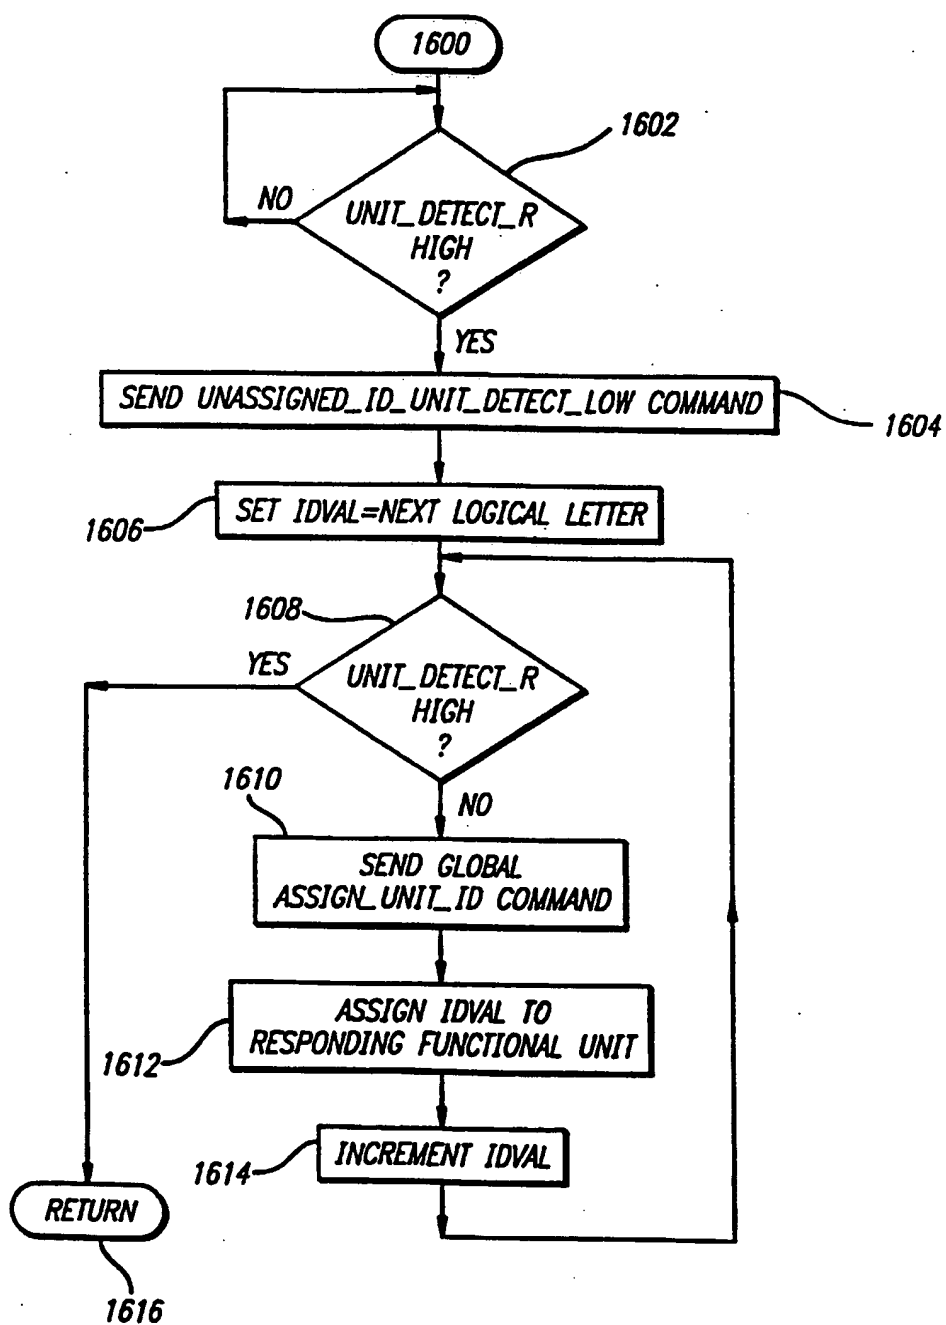 1600
1602
NO
UNIT_DETECT_R
HIGH
?
YES
SEND UNASSIGNED_ID_UNIT_DETECT_LOW COMMAND
1604
SET IDVAL=NEXT LOGICAL LETTER
1606
1608
YES
UNIT_DETECT_R
HIGH
?
1610
NO
SEND GLOBAL
ASSIGN_UNIT_ID COMMAND
ASSIGN IDVAL TO
RESPONDING FUNCTIONAL UNIT
1612
INCREMENT IDVAL
1614
RETURN
1616